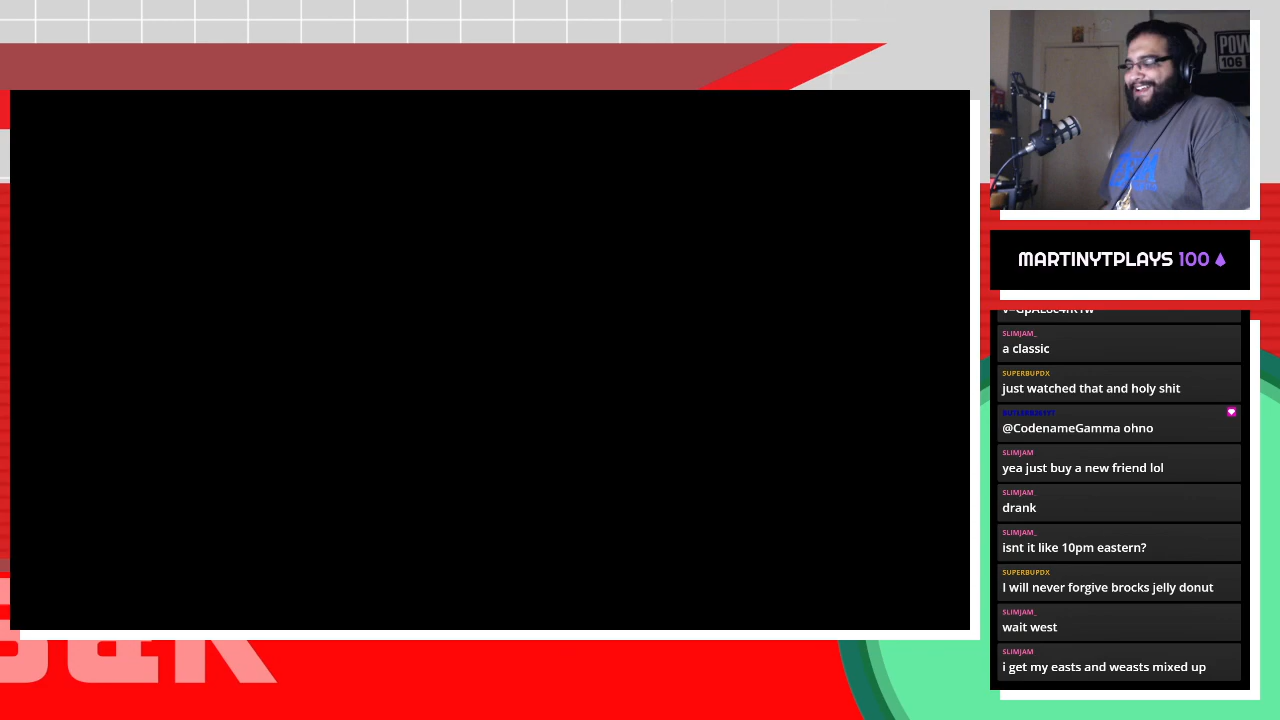 POW
106
MARTINYTPLAYS 100
SLIMJAM_
a classic
SUPERBUPDX
just watched that and holy shit
@CodenameGamma ohno
SLIMJAM
yea just buy a new friend lol
SLIMJAM_
drank
SLIMJAM_
isnt it like 10pm eastern?
SUPERBUPDX
I will never forgive brocks jelly donut
SLIMJAM_
wait west
SLIMJAM
i get my easts and weasts mixed up